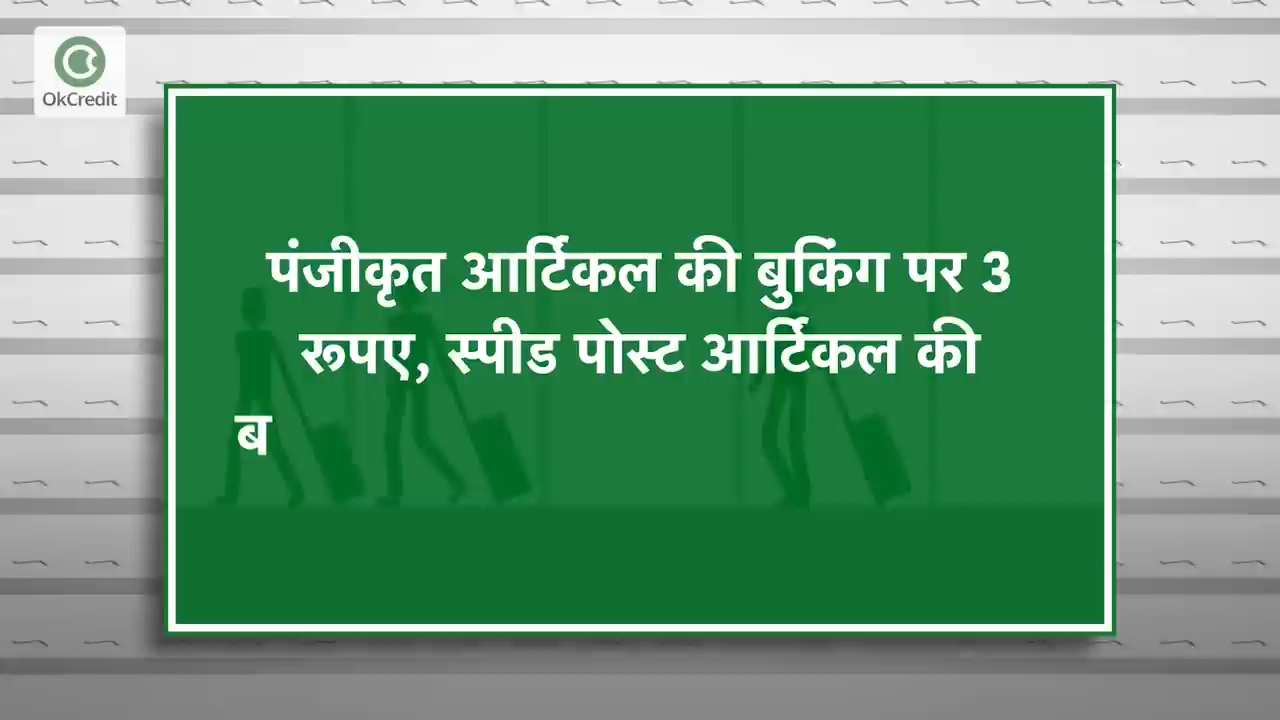 OkCredit
पंजीकृत आर्टिकल की बुकिंग पर 3
रूपए, स्पीड पोस्ट आर्टिकल की
ब